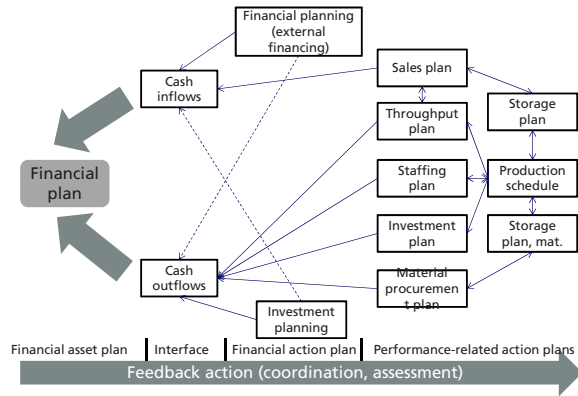 Financial planning
(external
financing)
Cash
inflows
Sales plan
Storage
plan
Throughput
plan
Financial
plan
Staffing
plan
Production
schedule
Investment
plan
Storage
plan, mat.
Cash
outflows
Material
procuremen
t plan
Investment
planning
Financial asset plan
Interface
Financial action plan
Performance-related action plans
Feedback action (coordination, assessment)